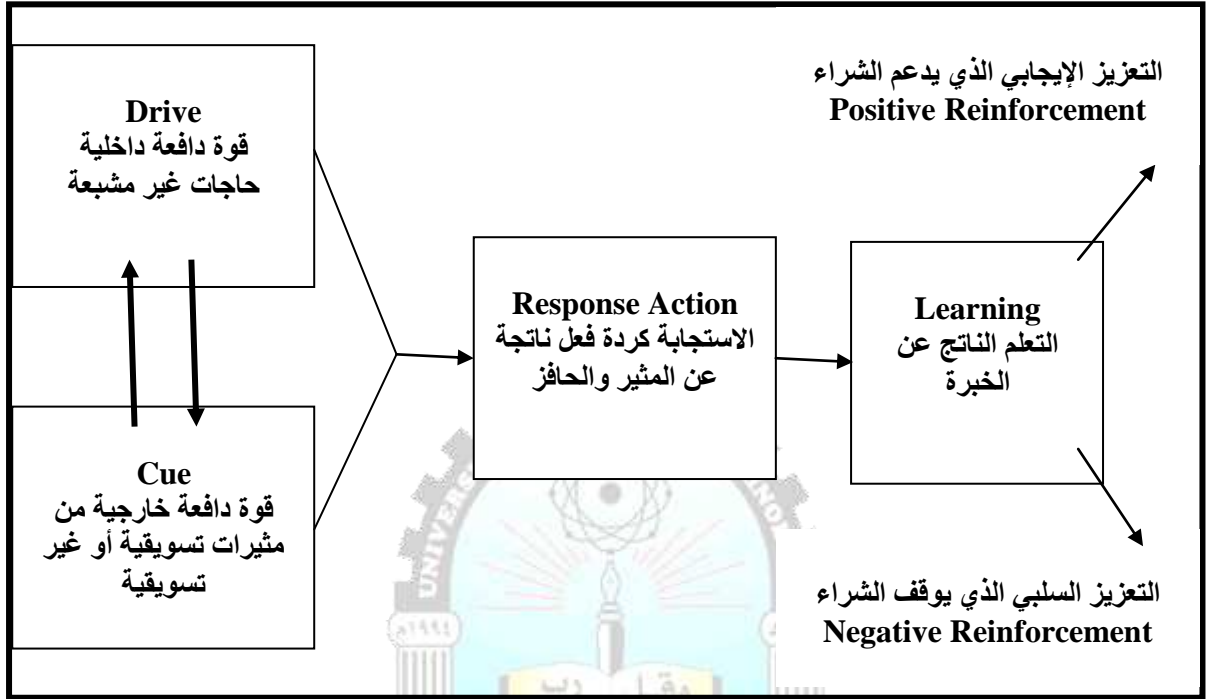 Drive
قوة دافعة داخلية
حاجات غير مشبعة
Cue
قوة دافعة خارجية من
مثيرات تسويقية أو غير
تسويقية
Response Action
الاستجابة كردة فعل ناتجة
عن المثير والحافز
Learning
التعلم الناتج عن
الخبرة
التعزيز الإيجابي الذي يدعم الشراء
Positive Reinforcement
التعزيز السلبي الذي يوقف الشراء
Negative Reinforcement
١٩٩٤م